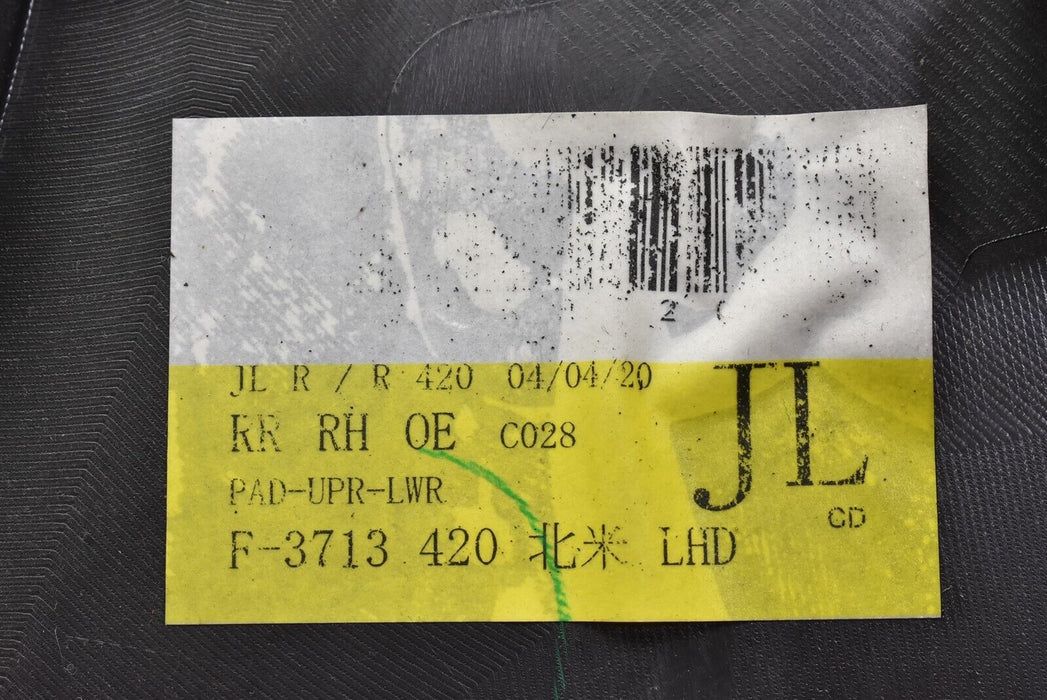 2
JL R / R 420 04/04/20
JL
RR RH OE C028
PAD-UPR-LWR
CD
F-3713 420 北米 LHD